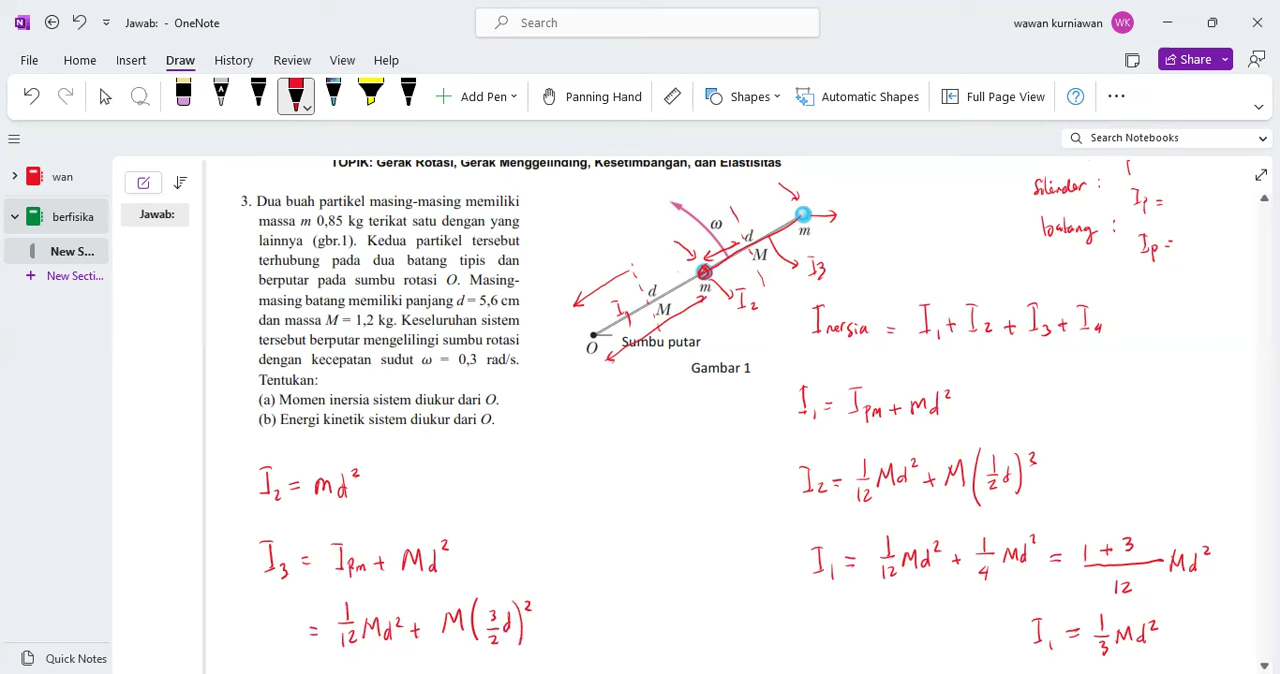 Jawab: - OneNote
Search
wawan kurniawan
WK
File Home Insert Draw History Review View Help
Share
Add Pen
Panning Hand
Shapes
Automatic Shapes
Full Page View
Search Notebooks
wan
berfisika
New S...
New Secti...
Quick Notes
Jawab:
TOPIK: Gerak Rotasi, Gerak Menggelinding, Kesetimbangan, dan Elastisitas
3. Dua buah partikel masing-masing memiliki
massa m 0,85 kg terikat satu dengan yang
lainnya (gbr.1). Kedua partikel tersebut
terhubung pada dua batang tipis dan
berputar pada sumbu rotasi O. Masing-
masing batang memiliki panjang d = 5,6 cm
dan massa M = 1,2 kg. Keseluruhan sistem
tersebut berputar mengelilingi sumbu rotasi
dengan kecepatan sudut ω = 0,3 rad/s.
Tentukan:
(a) Momen inersia sistem diukur dari O.
(b) Energi kinetik sistem diukur dari O.
ω
d
m
M
I3
m
I2
d
M
I1
O
Sumbu putar
Gambar 1
Silinder :
Ip =
batang :
Ip =
Inersia = I1 + I2 + I3 + I4
I1 = Ipm + md²
I2 = 1/12 Md² + M(1/2 d)³
I1 = 1/12 Md² + 1/4 Md² = (1 + 3)/12 Md²
I1 = 1/3 Md²
I2 = md²
I3 = Ipm + Md²
= 1/12 Md² + M(3/2 d)²